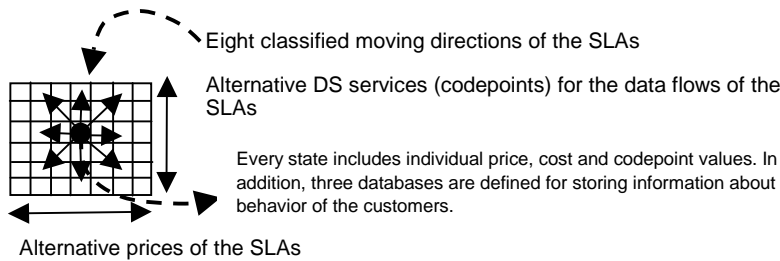 Eight classified moving directions of the SLAs
Alternative DS services (codepoints) for the data flows of the
SLAs
Every state includes individual price, cost and codepoint values. In
addition, three databases are defined for storing information about
behavior of the customers.
Alternative prices of the SLAs